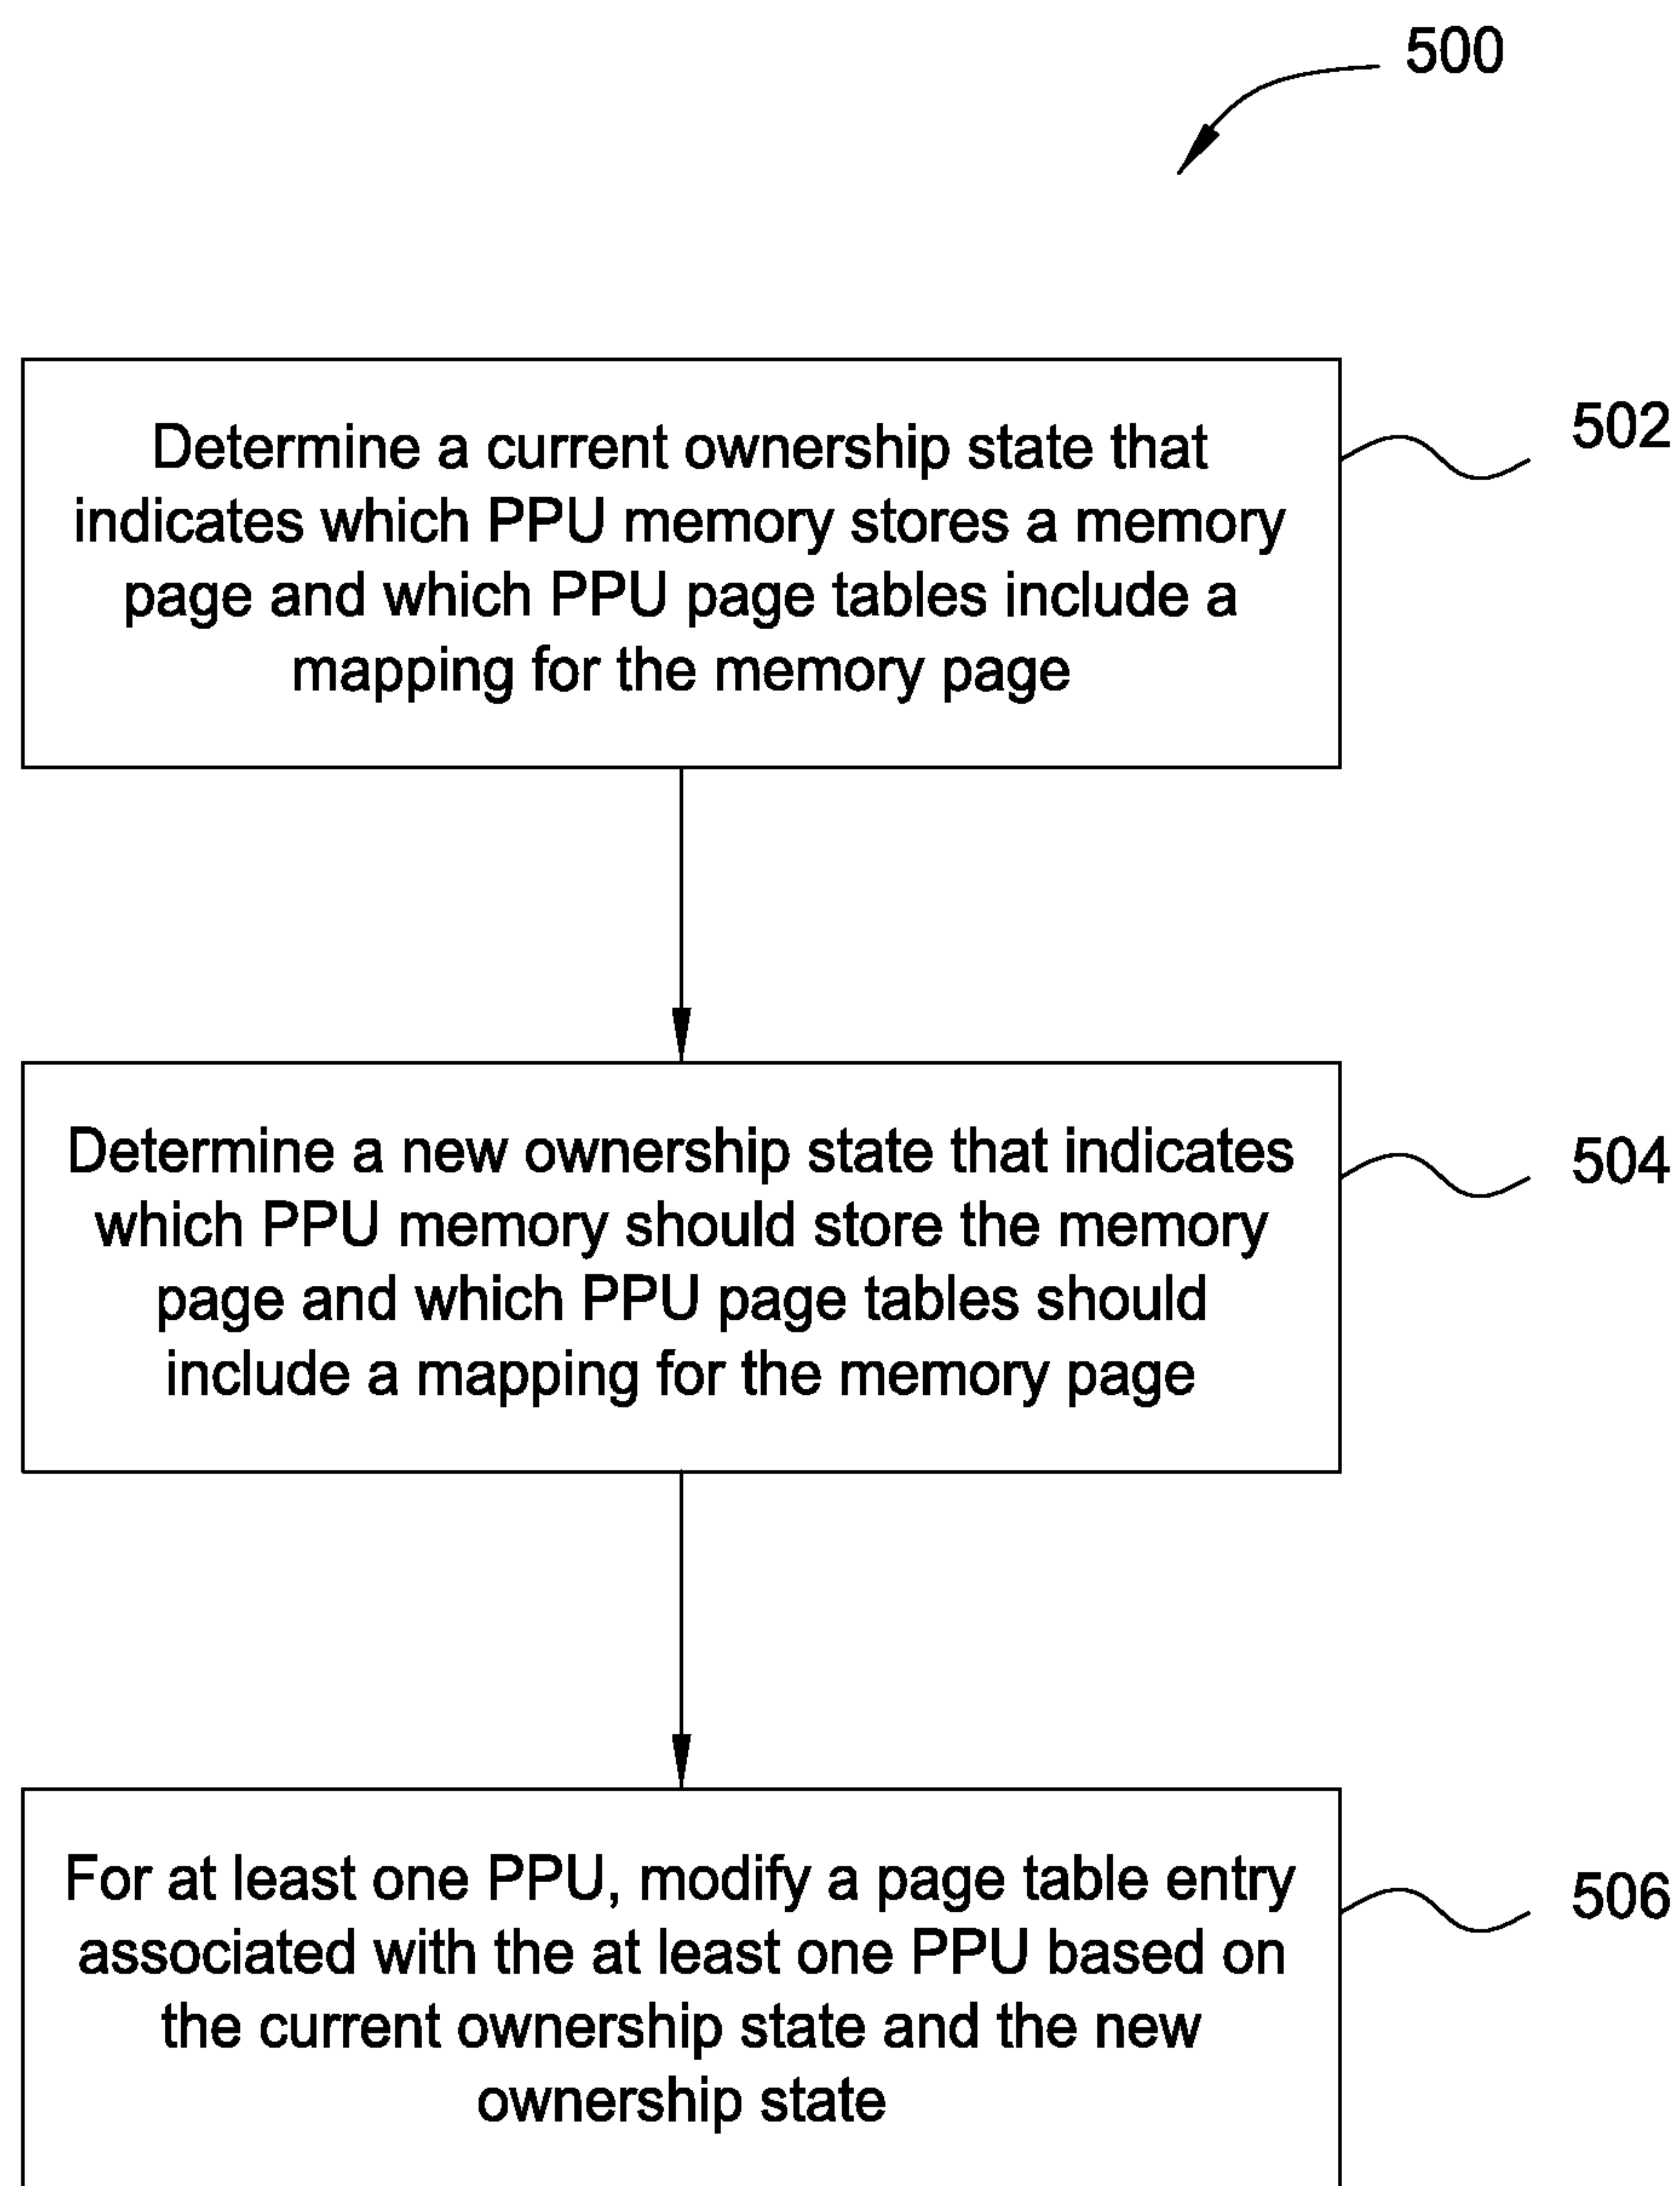 500
Determine a current ownership state that
indicates which PPU memory stores a memory
page and which PPU page tables include a
mapping for the memory page
502
Determine a new ownership state that indicates
which PPU memory should store the memory
page and which PPU page tables should
include a mapping for the memory page
504
For at least one PPU, modify a page table entry
associated with the at least one PPU based on
the current ownership state and the new
ownership state
506